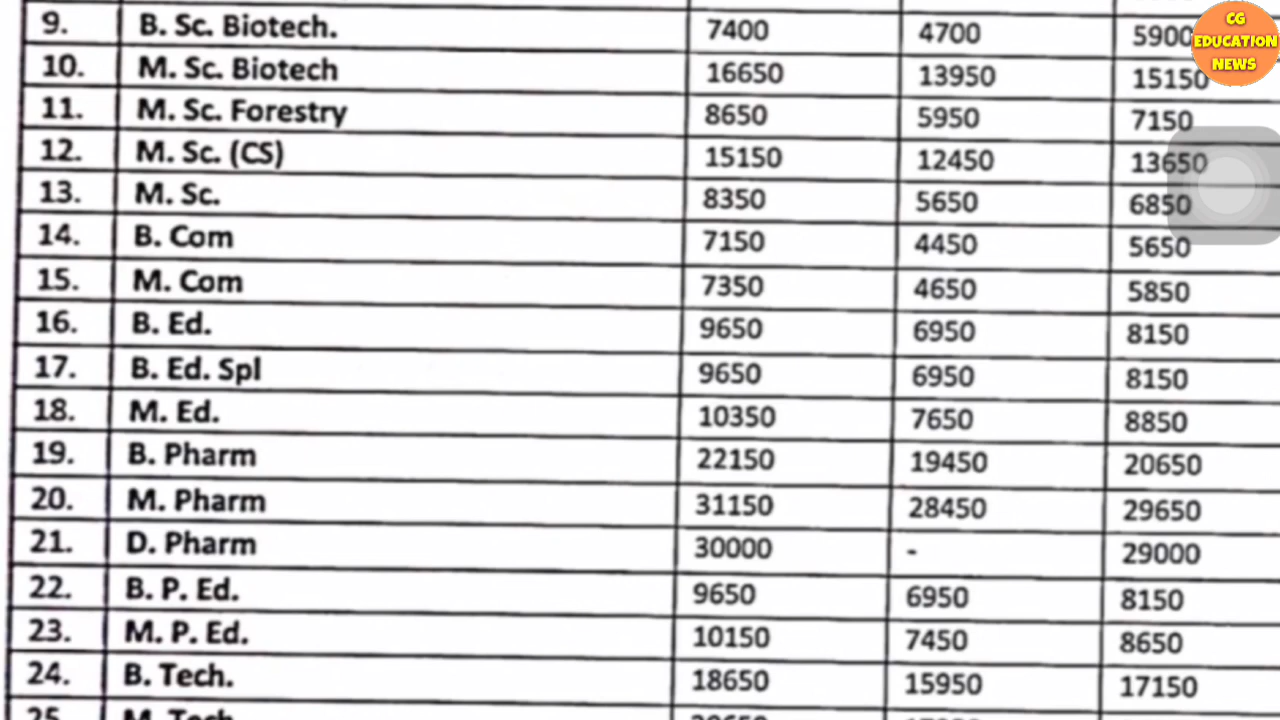 9. B. Sc. Biotech. 7400 4700 5900
10. M. Sc. Biotech 16650 13950 15150
11. M. Sc. Forestry 8650 5950 7150
12. M. Sc. (CS) 15150 12450 13650
13. M. Sc. 8350 5650 6850
14. B. Com 7150 4450 5650
15. M. Com 7350 4650 5850
16. B. Ed. 9650 6950 8150
17. B. Ed. Spl 9650 6950 8150
18. M. Ed. 10350 7650 8850
19. B. Pharm 22150 19450 20650
20. M. Pharm 31150 28450 29650
21. D. Pharm 30000 - 29000
22. B. P. Ed. 9650 6950 8150
23. M. P. Ed. 10150 7450 8650
24. B. Tech. 18650 15950 17150
25. M. Tech
CG
EDUCATION
NEWS